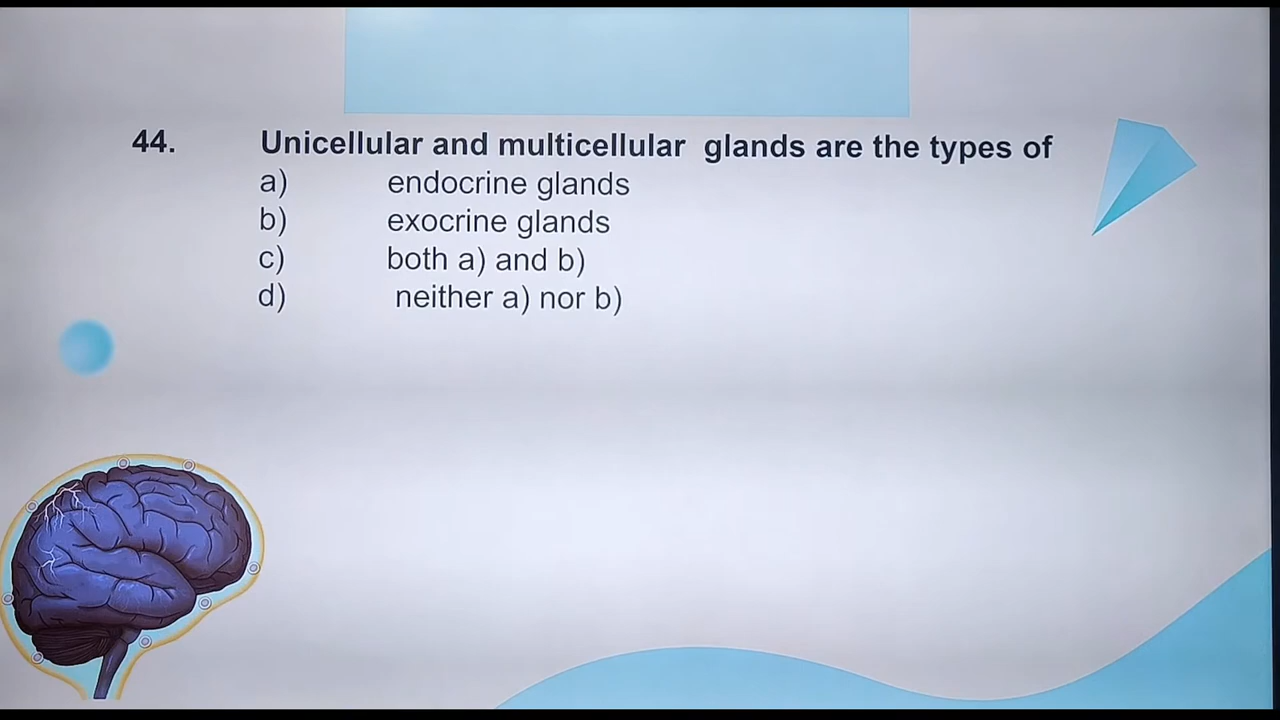 44. Unicellular and multicellular glands are the types of
a) endocrine glands
b) exocrine glands
c) both a) and b)
d) neither a) nor b)